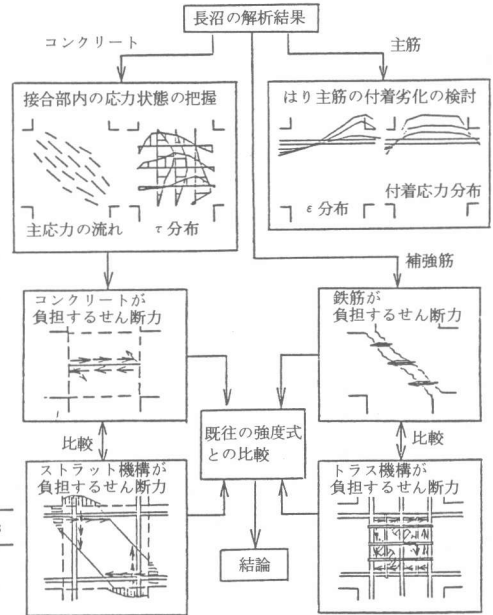 長沼の解析結果
コンクリート
主筋
接合部内の応力状態の把握
主応力の流れ
τ分布
はり主筋の付着劣化の検討
付着応力分布
ε分布
補強筋
コンクリートが
負担するせん断力
鉄筋が
負担するせん断力
比較
既往の強度式
との比較
比較
ストラット機構が
負担するせん断力
トラス機構が
負担するせん断力
結論